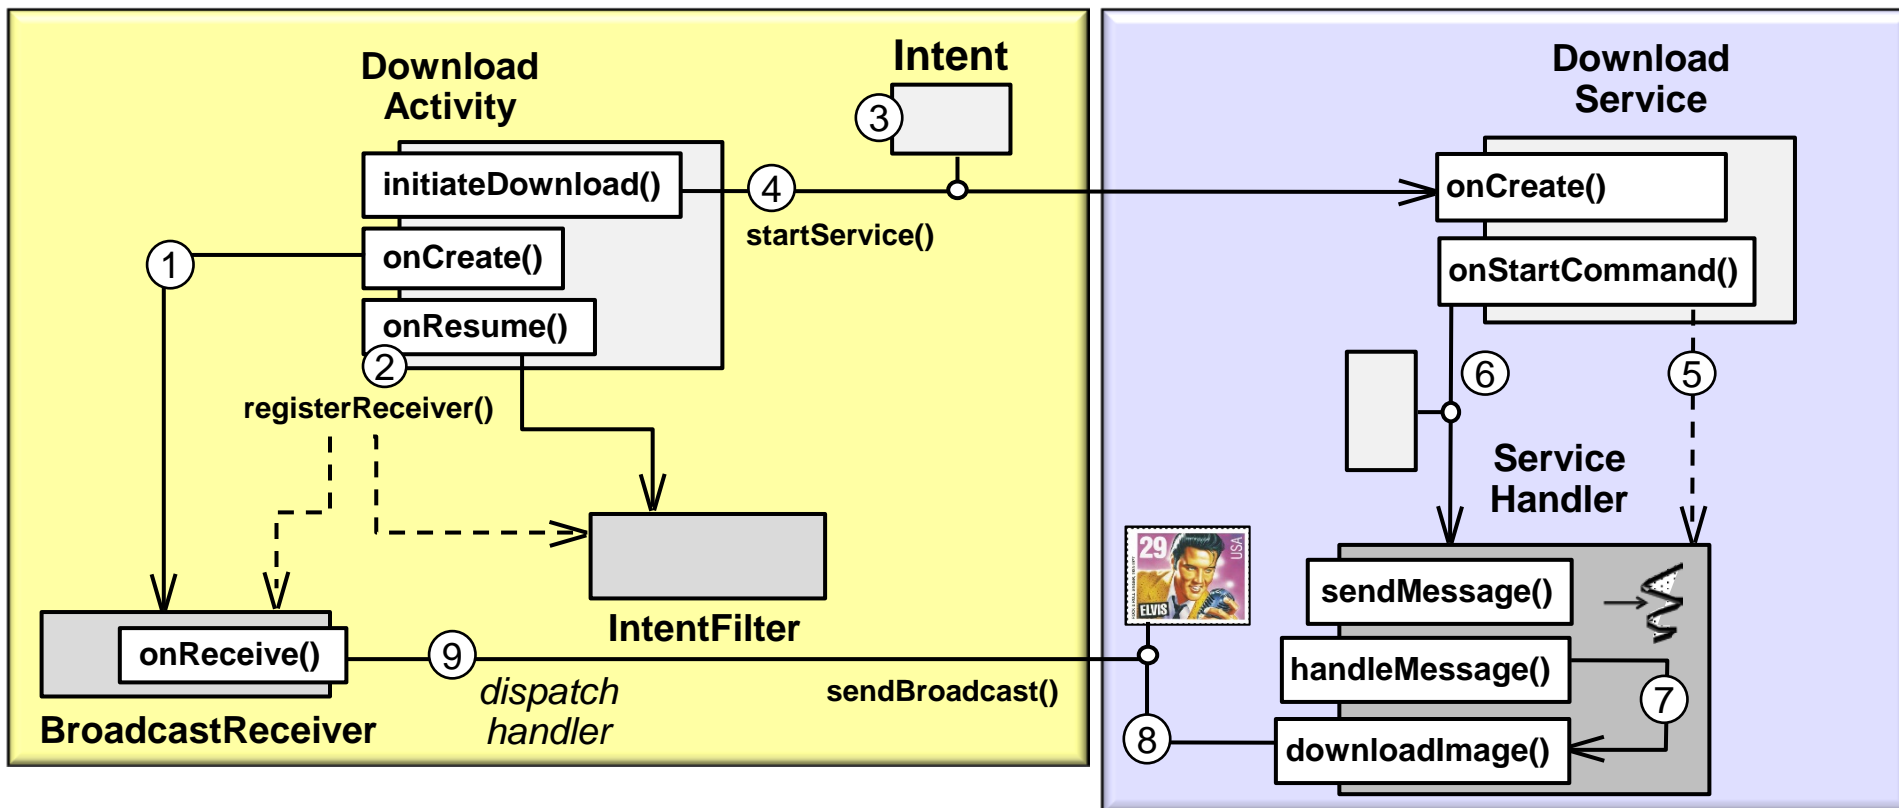 Download
Activity
Intent
3
initiateDownload()
4
startService()
onCreate()
1
onResume()
2
registerReceiver()
IntentFilter
onReceive()
9
dispatch
handler
sendBroadcast()
BroadcastReceiver
Download
Service
onCreate()
onStartCommand()
6
5
Service
Handler
29
USA
ELVIS
sendMessage()
handleMessage()
7
8
downloadImage()